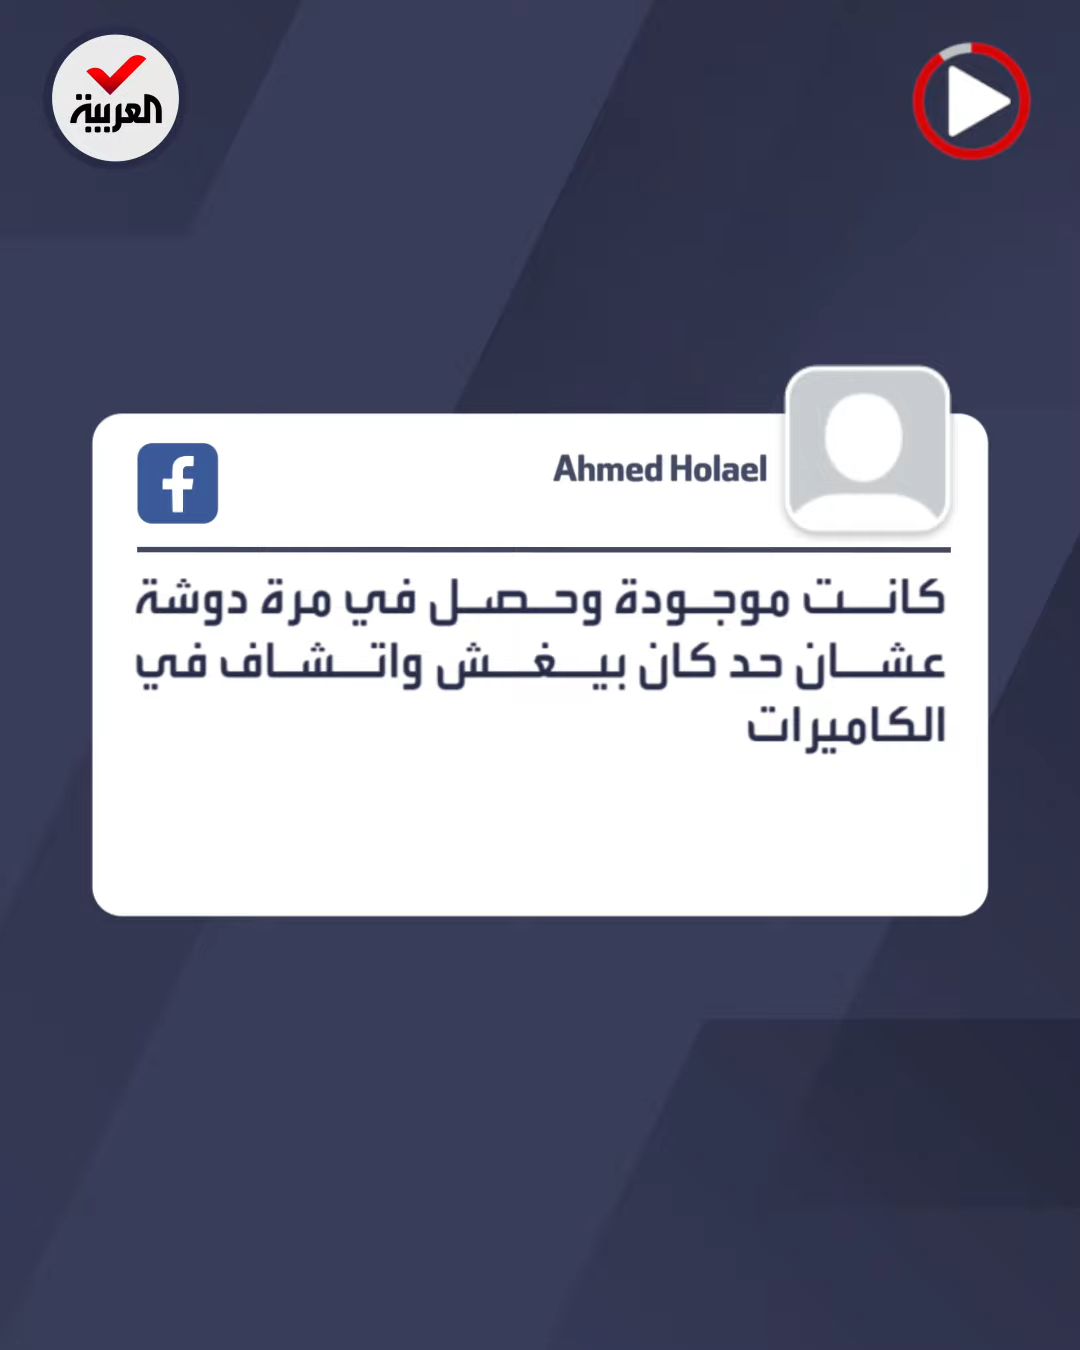 العربية
Ahmed Holael
كانت موجودة وحصل في مرة دوشة
عشان حد كان بيغش واتشاف في
الكاميرات